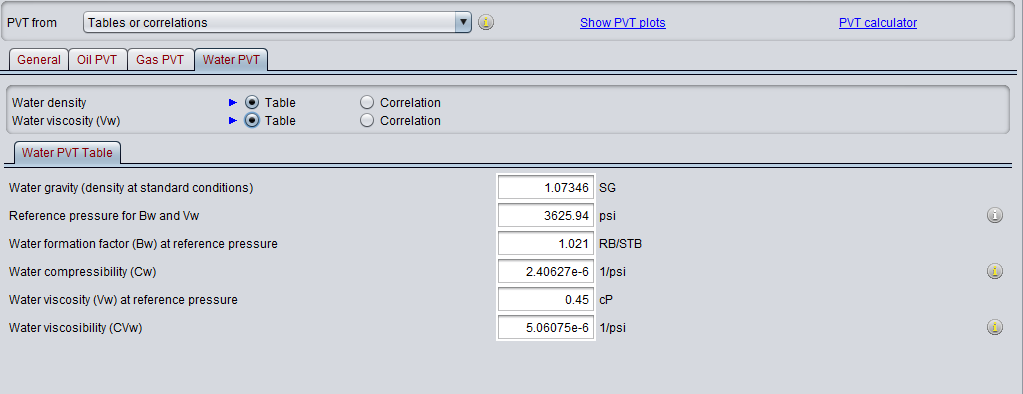 PVT from Tables or correlations Show PVT plots PVT calculator
General Oil PVT Gas PVT Water PVT
Water density Table Correlation
Water viscosity (Vw) Table Correlation
Water PVT Table
Water gravity (density at standard conditions) 1.07346 SG
Reference pressure for Bw and Vw 3625.94 psi
Water formation factor (Bw) at reference pressure 1.021 RB/STB
Water compressibility (Cw) 2.40627e-6 1/psi
Water viscosity (Vw) at reference pressure 0.45 cP
Water viscosibility (CVw) 5.06075e-6 1/psi